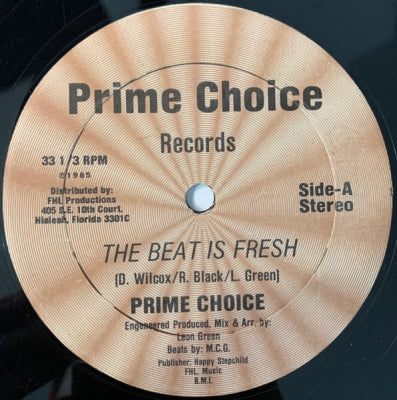 Prime Choice
Records
33 1/3 RPM
℗1985
Distributed by:
FHL Productions
405 S.E. 10th Court,
Hialeah, Florida 33010
Side-A
Stereo
THE BEAT IS FRESH
(D. Wilcox/R. Black/L. Green)
PRIME CHOICE
Engeneered Produced, Mix & Arr. by:
Leon Green
Beats by: M.C.G.
Publisher: Happy Stepchild
FHL, Music
B.M.I.